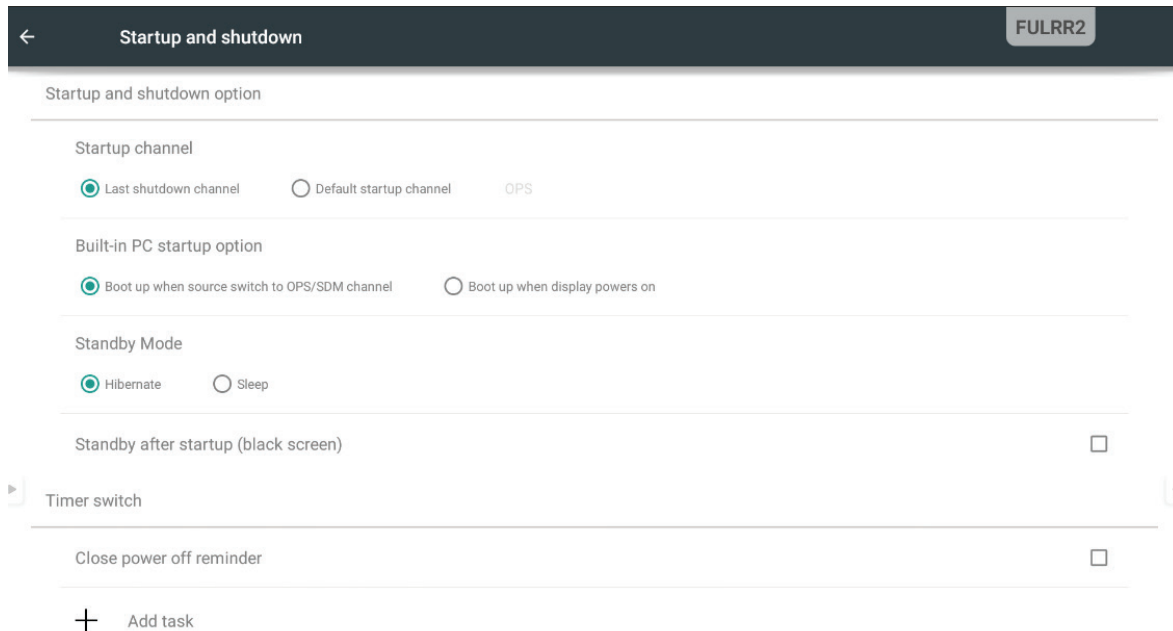 Startup and shutdown
FULRR2
Startup and shutdown option
Startup channel
Last shutdown channel Default startup channel OPS
Built-in PC startup option
Boot up when source switch to OPS/SDM channel Boot up when display powers on
Standby Mode
Hibernate Sleep
Standby after startup (black screen)
Timer switch
Close power off reminder
Add task